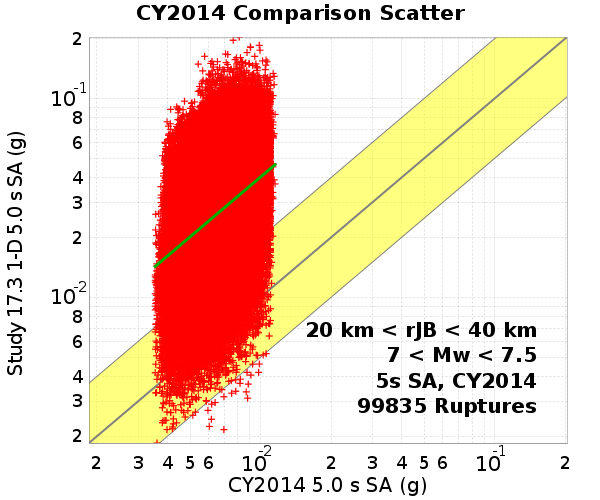 CY2014 Comparison Scatter
Study 17.3 1-D 5.0 s SA (g)
2
10⁻¹
8
6
4
3
2
10⁻²
8
6
4
3
2
20 km < rJB < 40 km
7 < Mw < 7.5
5s SA, CY2014
99835 Ruptures
2 3 4 5 6 10⁻² 2 3 4 5 6 10⁻¹ 2
CY2014 5.0 s SA (g)